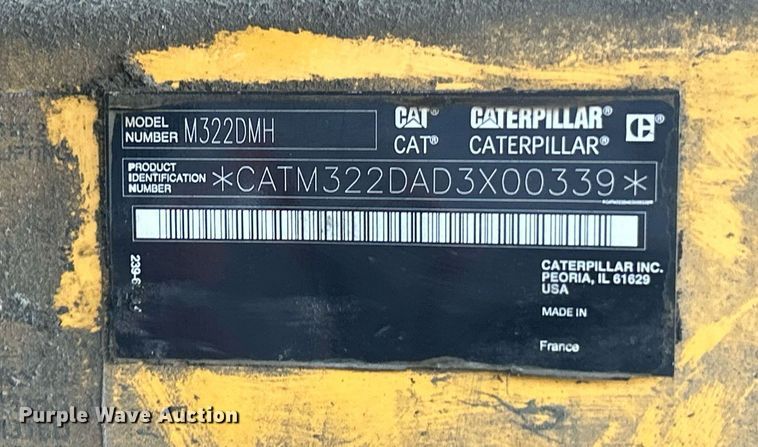 MODEL NUMBER M322DMH
CAT® CATERPILLAR® C
CAT® CATERPILLAR®
PRODUCT IDENTIFICATION NUMBER *CATM322DAD3X00339*
CATERPILLAR INC.
PEORIA, IL 61629
USA
MADE IN
France
Purple Wave Auction